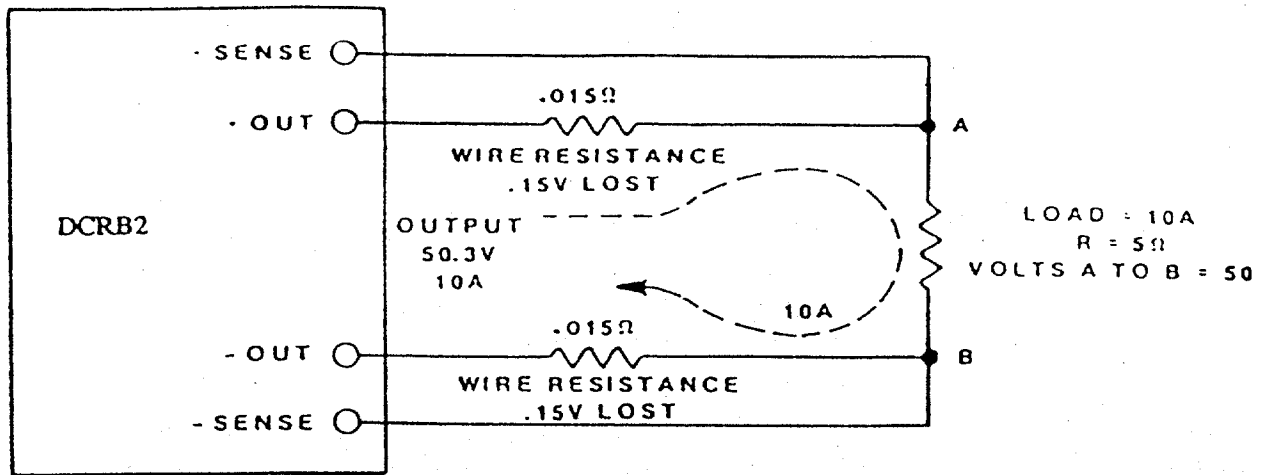 · SENSE
· OUT
.015Ω
WIRE RESISTANCE
.15V LOST
A
DCRB2
OUTPUT
50.3V
10A
LOAD = 10A
R = 5Ω
VOLTS A TO B = 50
10A
.015Ω
- OUT
B
WIRE RESISTANCE
.15V LOST
- SENSE